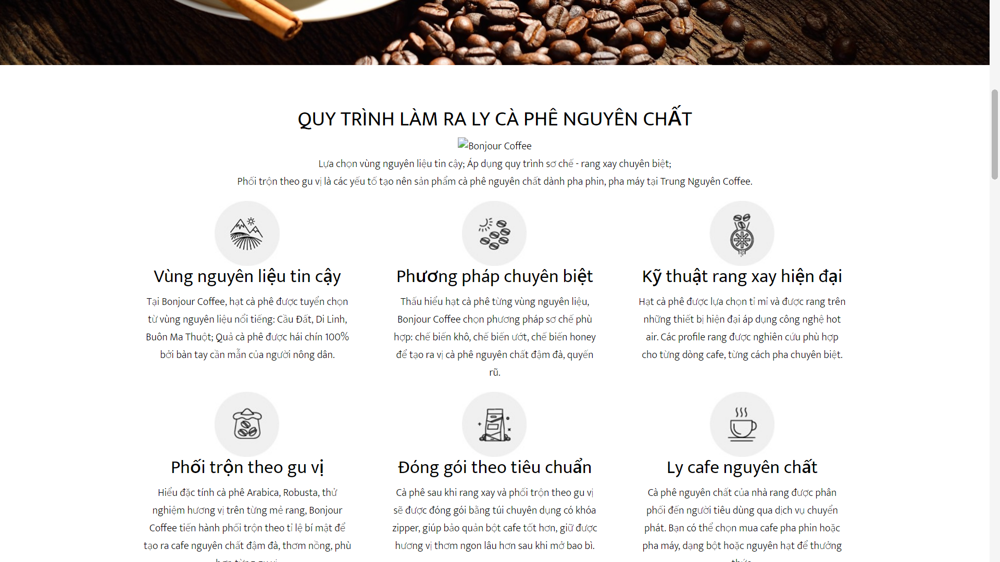 QUY TRÌNH LÀM RA LY CÀ PHÊ NGUYÊN CHẤT
Bonjour Coffee
Lựa chọn vùng nguyên liệu tin cậy; Áp dụng quy trình sơ chế - rang xay chuyên biệt;
Phối trộn theo gu vị là các yếu tố tạo nên sản phẩm cà phê nguyên chất dành pha phin, pha máy tại Trung Nguyên Coffee.
Vùng nguyên liệu tin cậy
Tại Bonjour Coffee, hạt cà phê được tuyển chọn
từ vùng nguyên liệu nổi tiếng: Cầu Đất, Di Linh,
Buôn Ma Thuột; Quả cà phê được hái chín 100%
bởi bàn tay cần mẫn của người nông dân.
Phương pháp chuyên biệt
Thấu hiểu hạt cà phê từng vùng nguyên liệu,
Bonjour Coffee chọn phương pháp sơ chế phù
hợp: chế biến khô, chế biến ướt, chế biến honey
để tạo ra vị cà phê nguyên chất đậm đà, quyến
rũ.
Kỹ thuật rang xay hiện đại
Hạt cà phê được lựa chọn tỉ mỉ và được rang trên
những thiết bị hiện đại áp dụng công nghệ hot
air. Các profile rang được nghiên cứu phù hợp
cho từng dòng cafe, từng cách pha chuyên biệt.
Phối trộn theo gu vị
Hiểu đặc tính cà phê Arabica, Robusta, thử
nghiệm hương vị trên từng mẻ rang, Bonjour
Coffee tiến hành phối trộn theo tỉ lệ bí mật để
tạo ra cafe nguyên chất đậm đà, thơm nồng, phù
hợp từng gu vị.
Đóng gói theo tiêu chuẩn
Cà phê sau khi rang xay và phối trộn theo gu vị
sẽ được đóng gói bằng túi chuyên dụng có khóa
zipper, giúp bảo quản bột cafe tốt hơn, giữ được
hương vị thơm ngon lâu hơn sau khi mở bao bì.
Ly cafe nguyên chất
Cà phê nguyên chất của nhà rang được phân
phối đến người tiêu dùng qua dịch vụ chuyển
phát. Bạn có thể chọn mua cafe pha phin hoặc
pha máy, dạng bột hoặc nguyên hạt để thưởng
thức.